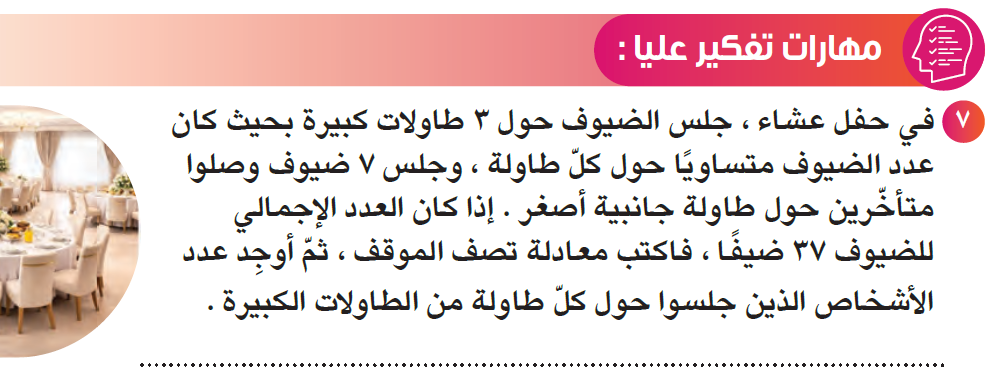 مهارات تفكير عليا :
٧ في حفل عشاء ، جلس الضيوف حول ٣ طاولات كبيرة بحيث كان
عدد الضيوف متساويًا حول كلّ طاولة ، وجلس ٧ ضيوف وصلوا
متأخّرين حول طاولة جانبية أصغر . إذا كان العدد الإجمالي
للضيوف ٣٧ ضيفًا ، فاكتب معادلة تصف الموقف ، ثمّ أوجِد عدد
الأشخاص الذين جلسوا حول كلّ طاولة من الطاولات الكبيرة .